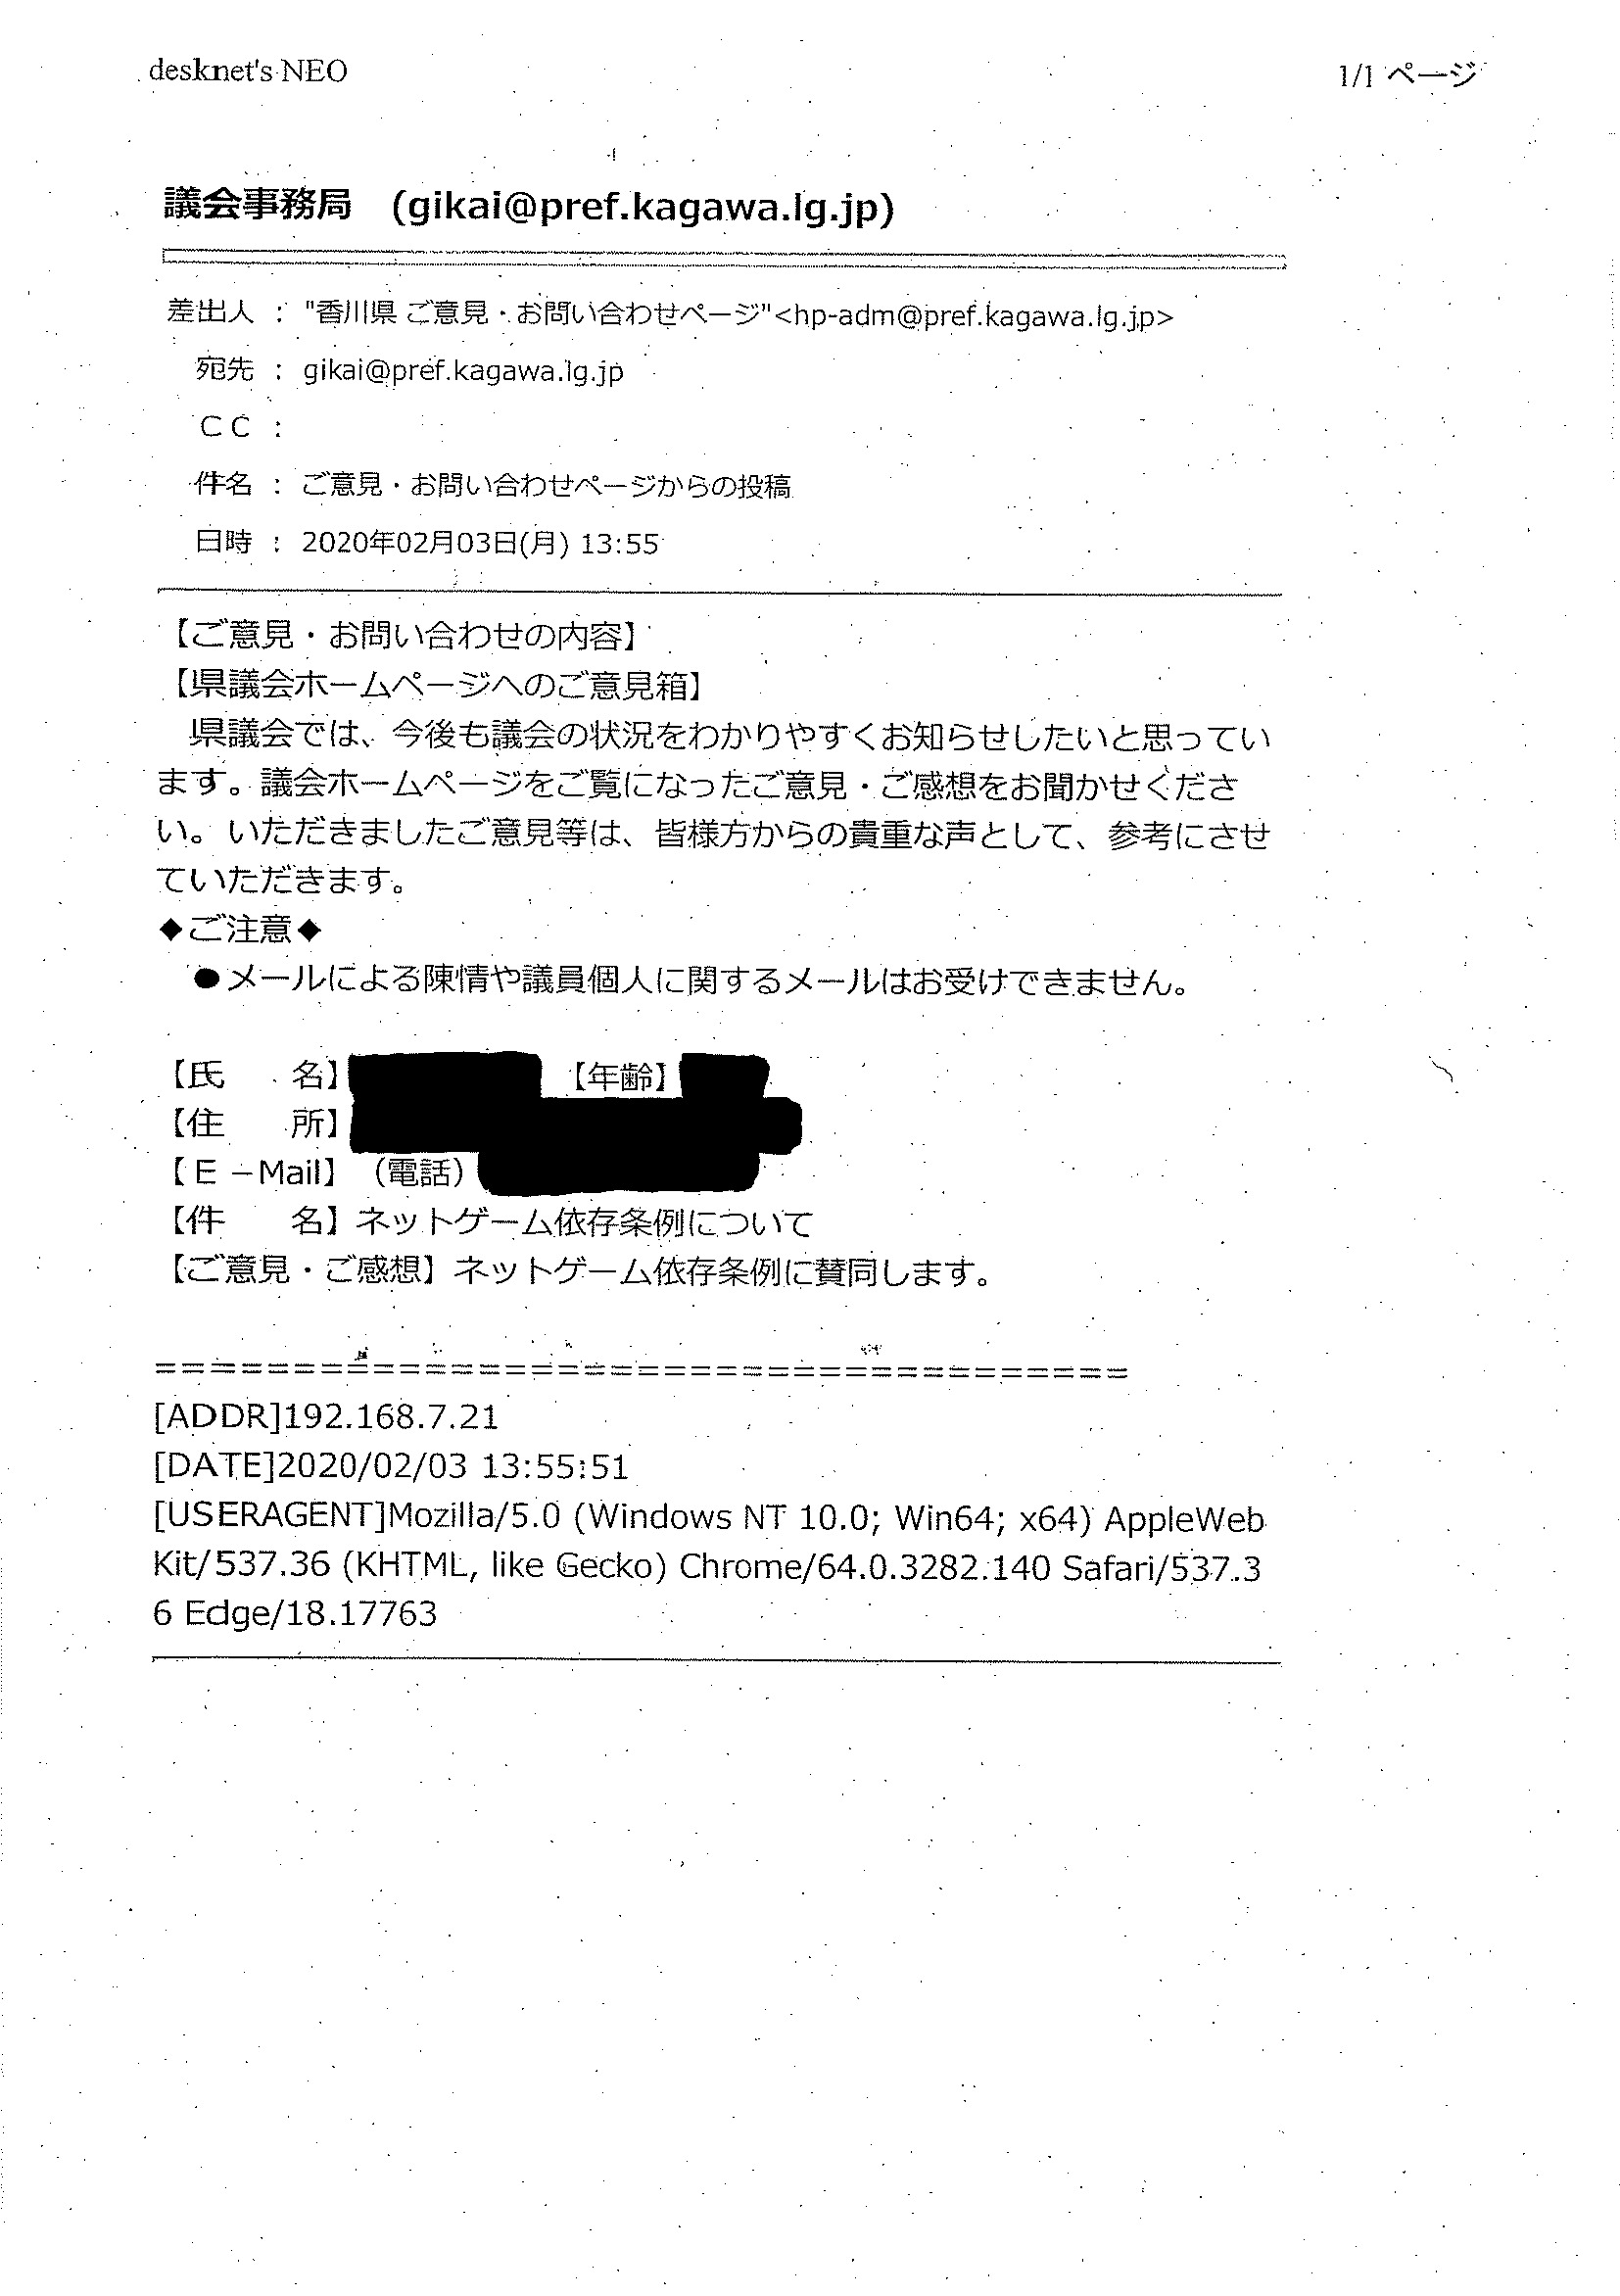 desknet's NEO
1/1 ページ
議会事務局　(gikai@pref.kagawa.lg.jp)
差出人 ： "香川県 ご意見・お問い合わせページ"<hp-adm@pref.kagawa.lg.jp>
宛先 ： gikai@pref.kagawa.lg.jp
ＣＣ ：
件名 ： ご意見・お問い合わせページからの投稿
日時 ： 2020年02月03日(月) 13:55
【ご意見・お問い合わせの内容】
【県議会ホームページへのご意見箱】
　県議会では、今後も議会の状況をわかりやすくお知らせしたいと思ってい
ます。議会ホームページをご覧になったご意見・ご感想をお聞かせくださ
い。いただきましたご意見等は、皆様方からの貴重な声として、参考にさせ
ていただきます。
◆ご注意◆
　●メールによる陳情や議員個人に関するメールはお受けできません。
【氏　　名】　【年齢】
【住　　所】
【Ｅ－Mail】（電話）
【件　　名】ネットゲーム依存条例について
【ご意見・ご感想】ネットゲーム依存条例に賛同します。
=====================================
[ADDR]192.168.7.21
[DATE]2020/02/03 13:55:51
[USERAGENT]Mozilla/5.0 (Windows NT 10.0; Win64; x64) AppleWeb
Kit/537.36 (KHTML, like Gecko) Chrome/64.0.3282.140 Safari/537.3
6 Edge/18.17763